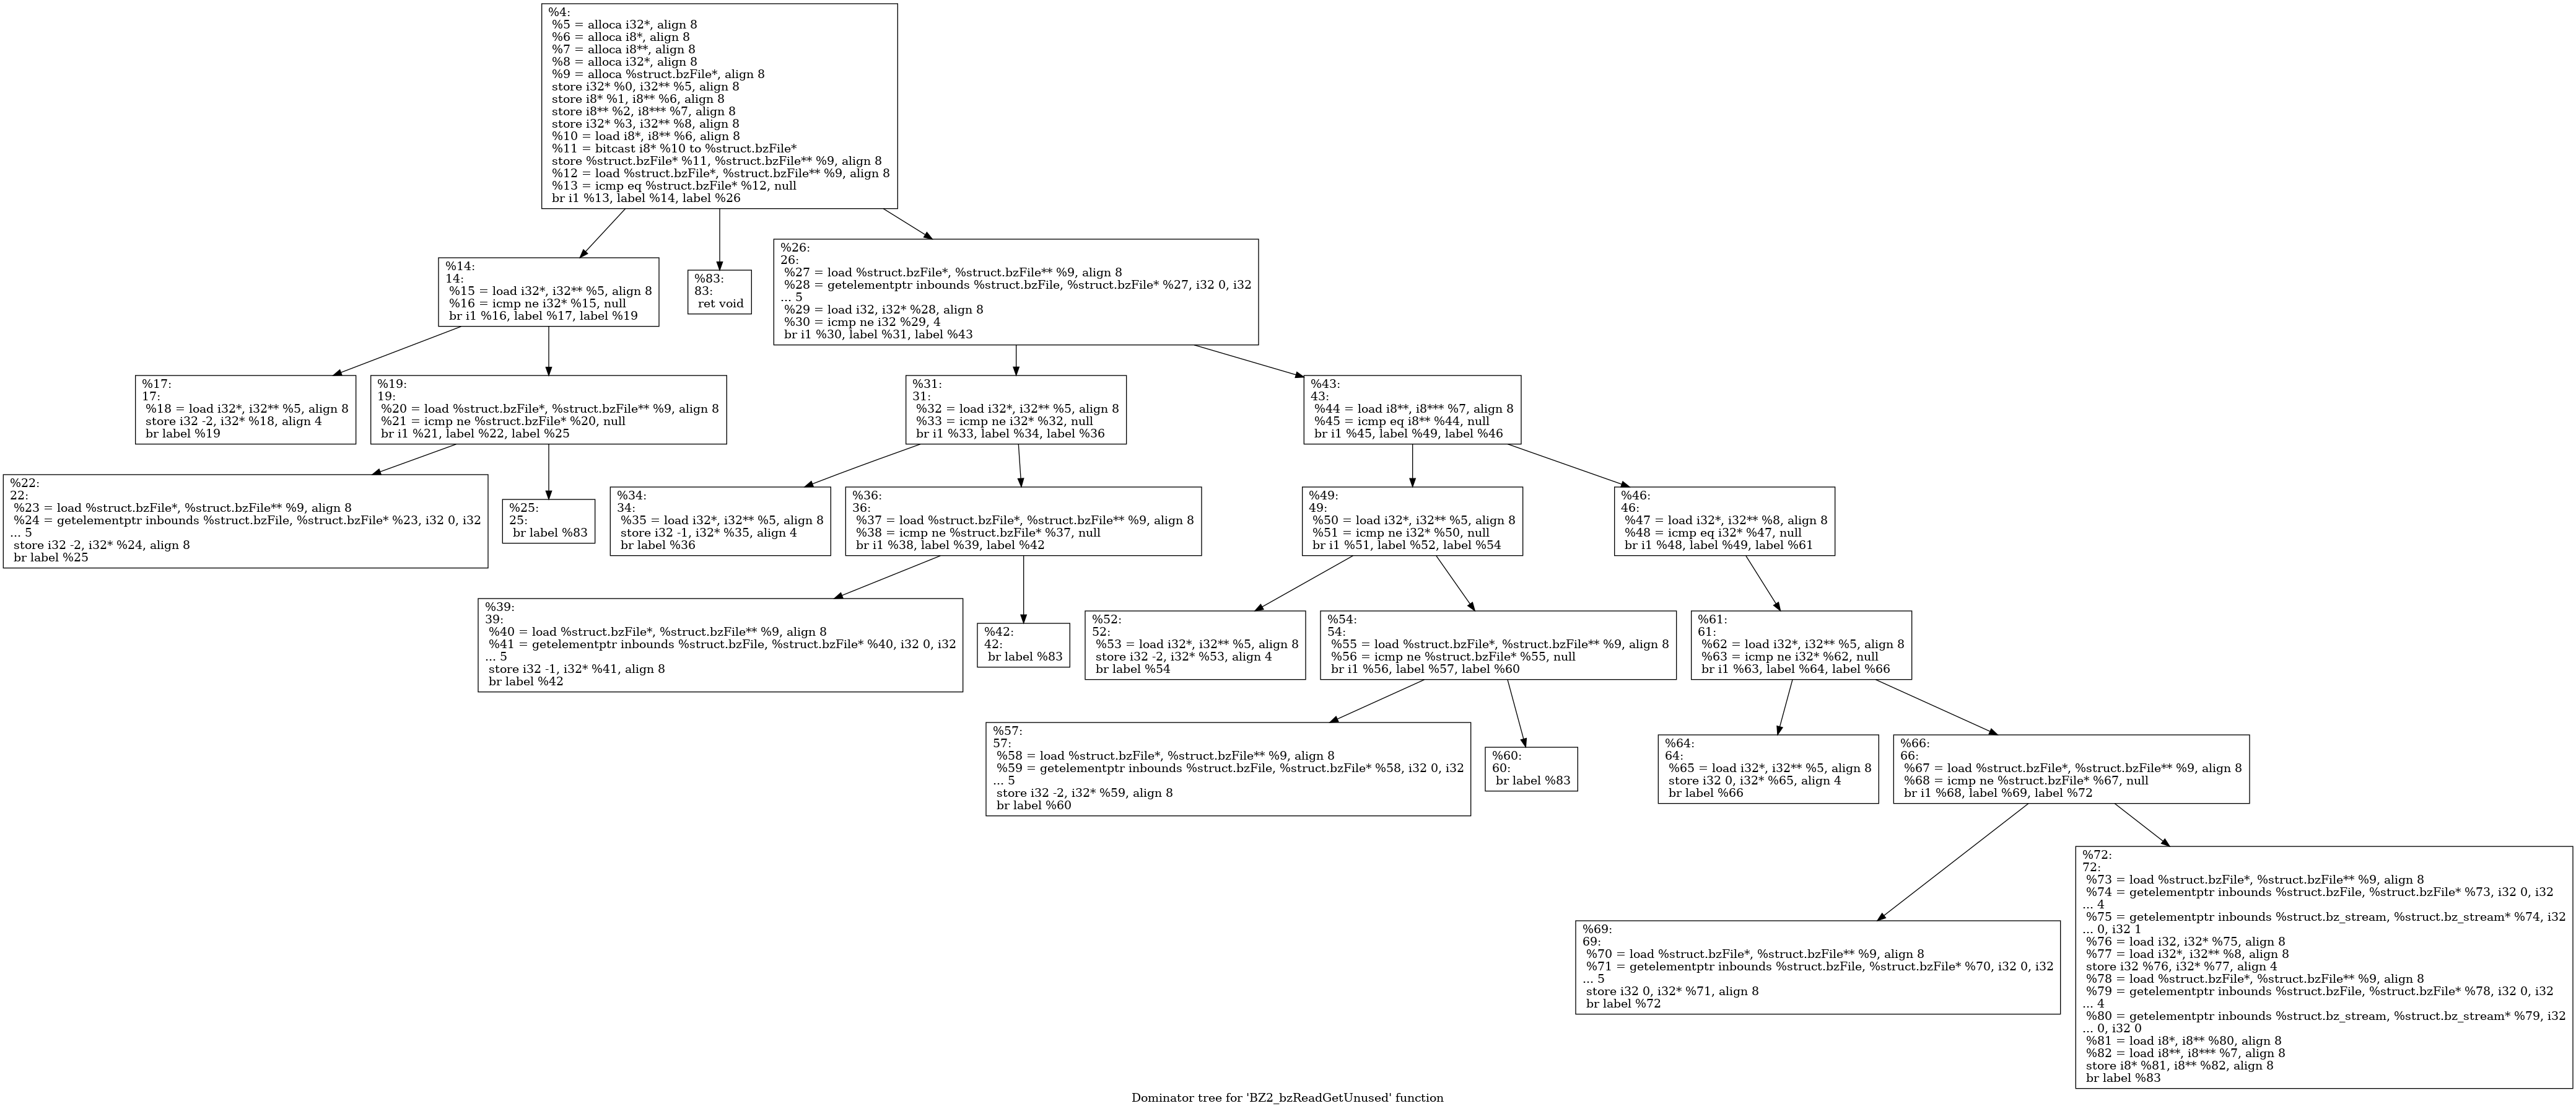 %4:
%5 = alloca i32*, align 8
%6 = alloca i8*, align 8
%7 = alloca i8**, align 8
%8 = alloca i32*, align 8
%9 = alloca %struct.bzFile*, align 8
store i32* %0, i32** %5, align 8
store i8* %1, i8** %6, align 8
store i8** %2, i8*** %7, align 8
store i32* %3, i32** %8, align 8
%10 = load i8*, i8** %6, align 8
%11 = bitcast i8* %10 to %struct.bzFile*
store %struct.bzFile* %11, %struct.bzFile** %9, align 8
%12 = load %struct.bzFile*, %struct.bzFile** %9, align 8
%13 = icmp eq %struct.bzFile* %12, null
br i1 %13, label %14, label %26
%14:
14:
%15 = load i32*, i32** %5, align 8
%16 = icmp ne i32* %15, null
br i1 %16, label %17, label %19
%83:
83:
ret void
%26:
26:
%27 = load %struct.bzFile*, %struct.bzFile** %9, align 8
%28 = getelementptr inbounds %struct.bzFile, %struct.bzFile* %27, i32 0, i32
... 5
%29 = load i32, i32* %28, align 8
%30 = icmp ne i32 %29, 4
br i1 %30, label %31, label %43
%17:
17:
%18 = load i32*, i32** %5, align 8
store i32 -2, i32* %18, align 4
br label %19
%19:
19:
%20 = load %struct.bzFile*, %struct.bzFile** %9, align 8
%21 = icmp ne %struct.bzFile* %20, null
br i1 %21, label %22, label %25
%31:
31:
%32 = load i32*, i32** %5, align 8
%33 = icmp ne i32* %32, null
br i1 %33, label %34, label %36
%43:
43:
%44 = load i8**, i8*** %7, align 8
%45 = icmp eq i8** %44, null
br i1 %45, label %49, label %46
%22:
22:
%23 = load %struct.bzFile*, %struct.bzFile** %9, align 8
%24 = getelementptr inbounds %struct.bzFile, %struct.bzFile* %23, i32 0, i32
... 5
store i32 -2, i32* %24, align 8
br label %25
%25:
25:
br label %83
%34:
34:
%35 = load i32*, i32** %5, align 8
store i32 -1, i32* %35, align 4
br label %36
%36:
36:
%37 = load %struct.bzFile*, %struct.bzFile** %9, align 8
%38 = icmp ne %struct.bzFile* %37, null
br i1 %38, label %39, label %42
%49:
49:
%50 = load i32*, i32** %5, align 8
%51 = icmp ne i32* %50, null
br i1 %51, label %52, label %54
%46:
46:
%47 = load i32*, i32** %8, align 8
%48 = icmp eq i32* %47, null
br i1 %48, label %49, label %61
%39:
39:
%40 = load %struct.bzFile*, %struct.bzFile** %9, align 8
%41 = getelementptr inbounds %struct.bzFile, %struct.bzFile* %40, i32 0, i32
... 5
store i32 -1, i32* %41, align 8
br label %42
%42:
42:
br label %83
%52:
52:
%53 = load i32*, i32** %5, align 8
store i32 -2, i32* %53, align 4
br label %54
%54:
54:
%55 = load %struct.bzFile*, %struct.bzFile** %9, align 8
%56 = icmp ne %struct.bzFile* %55, null
br i1 %56, label %57, label %60
%61:
61:
%62 = load i32*, i32** %5, align 8
%63 = icmp ne i32* %62, null
br i1 %63, label %64, label %66
%57:
57:
%58 = load %struct.bzFile*, %struct.bzFile** %9, align 8
%59 = getelementptr inbounds %struct.bzFile, %struct.bzFile* %58, i32 0, i32
... 5
store i32 -2, i32* %59, align 8
br label %60
%60:
60:
br label %83
%64:
64:
%65 = load i32*, i32** %5, align 8
store i32 0, i32* %65, align 4
br label %66
%66:
66:
%67 = load %struct.bzFile*, %struct.bzFile** %9, align 8
%68 = icmp ne %struct.bzFile* %67, null
br i1 %68, label %69, label %72
%69:
69:
%70 = load %struct.bzFile*, %struct.bzFile** %9, align 8
%71 = getelementptr inbounds %struct.bzFile, %struct.bzFile* %70, i32 0, i32
... 5
store i32 0, i32* %71, align 8
br label %72
%72:
72:
%73 = load %struct.bzFile*, %struct.bzFile** %9, align 8
%74 = getelementptr inbounds %struct.bzFile, %struct.bzFile* %73, i32 0, i32
... 4
%75 = getelementptr inbounds %struct.bz_stream, %struct.bz_stream* %74, i32
... 0, i32 1
%76 = load i32, i32* %75, align 8
%77 = load i32*, i32** %8, align 8
store i32 %76, i32* %77, align 4
%78 = load %struct.bzFile*, %struct.bzFile** %9, align 8
%79 = getelementptr inbounds %struct.bzFile, %struct.bzFile* %78, i32 0, i32
... 4
%80 = getelementptr inbounds %struct.bz_stream, %struct.bz_stream* %79, i32
... 0, i32 0
%81 = load i8*, i8** %80, align 8
%82 = load i8**, i8*** %7, align 8
store i8* %81, i8** %82, align 8
br label %83
Dominator tree for 'BZ2_bzReadGetUnused' function